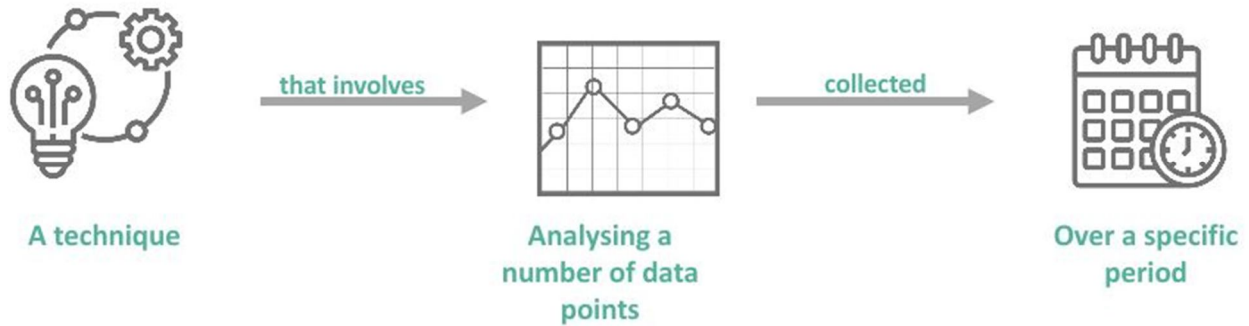 that involves
collected
A technique
Analysing a
number of data
points
Over a specific
period